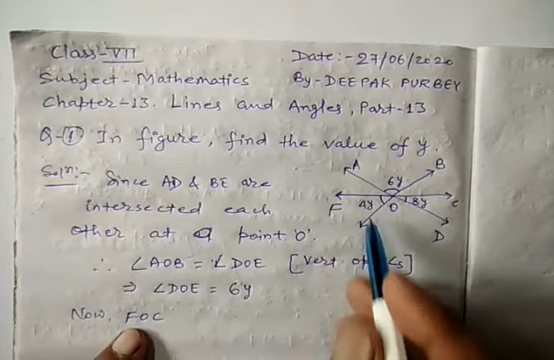 Class-VII
Date:-27/06/2020
Subject-Mathematics
By-DEEPAK PURBEY
Chapter-13. Lines and Angles, Part-13
Q-① In figure, find the value of y.
Soln:- Since AD & BE are
intersected each
other at point 'O'.
∴ ∠AOB = ∠DOE [Vert op ∠s]
⇒ ∠DOE = 6y
Now, FOC
A
B
6y
F
4y
O
8y
C
D